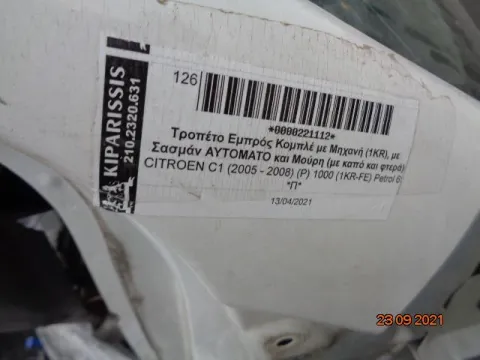 KIPARISSIS
210.2320.631
126
*0000221112*
Τροπέτο Εμπρός Κομπλέ με Μηχανή (1KR), με
Σασμάν ΑΥΤΟΜΑΤΟ και Μούρη (με καπό και φτερά)
CITROEN C1 (2005 - 2008) (P) 1000 (1KR-FE) Petrol 6
*Π*
13/04/2021
23 09 2021